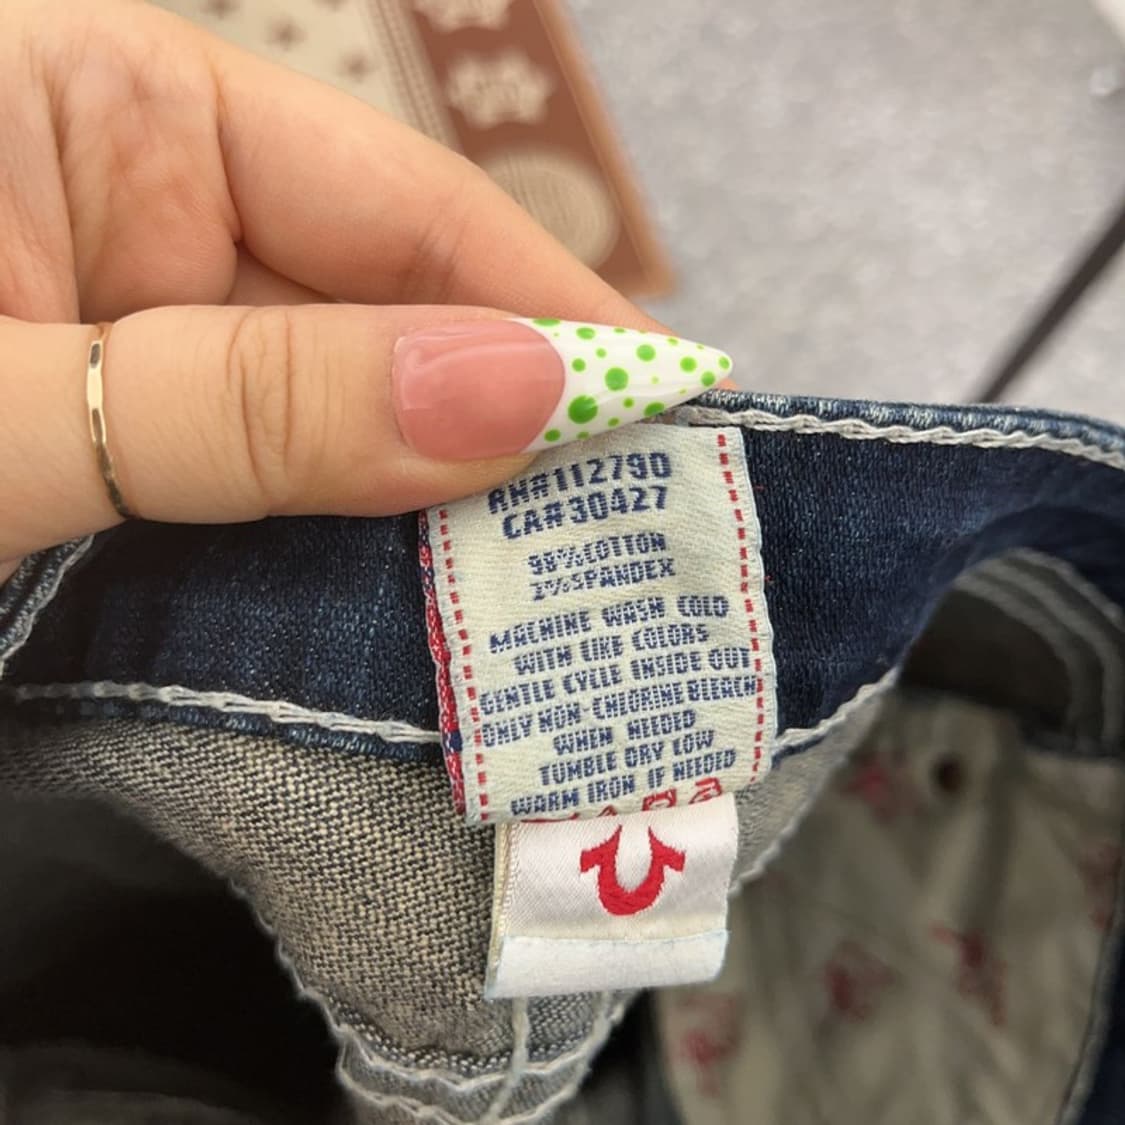 RN#112790
CA#30427
98%COTTON
2%SPANDEX
MACHINE WASH COLD
WITH LIKE COLORS
GENTLE CYCLE INSIDE OUT
ONLY NON-CHLORINE BLEACH
WHEN NEEDED
TUMBLE DRY LOW
WARM IRON IF NEEDED